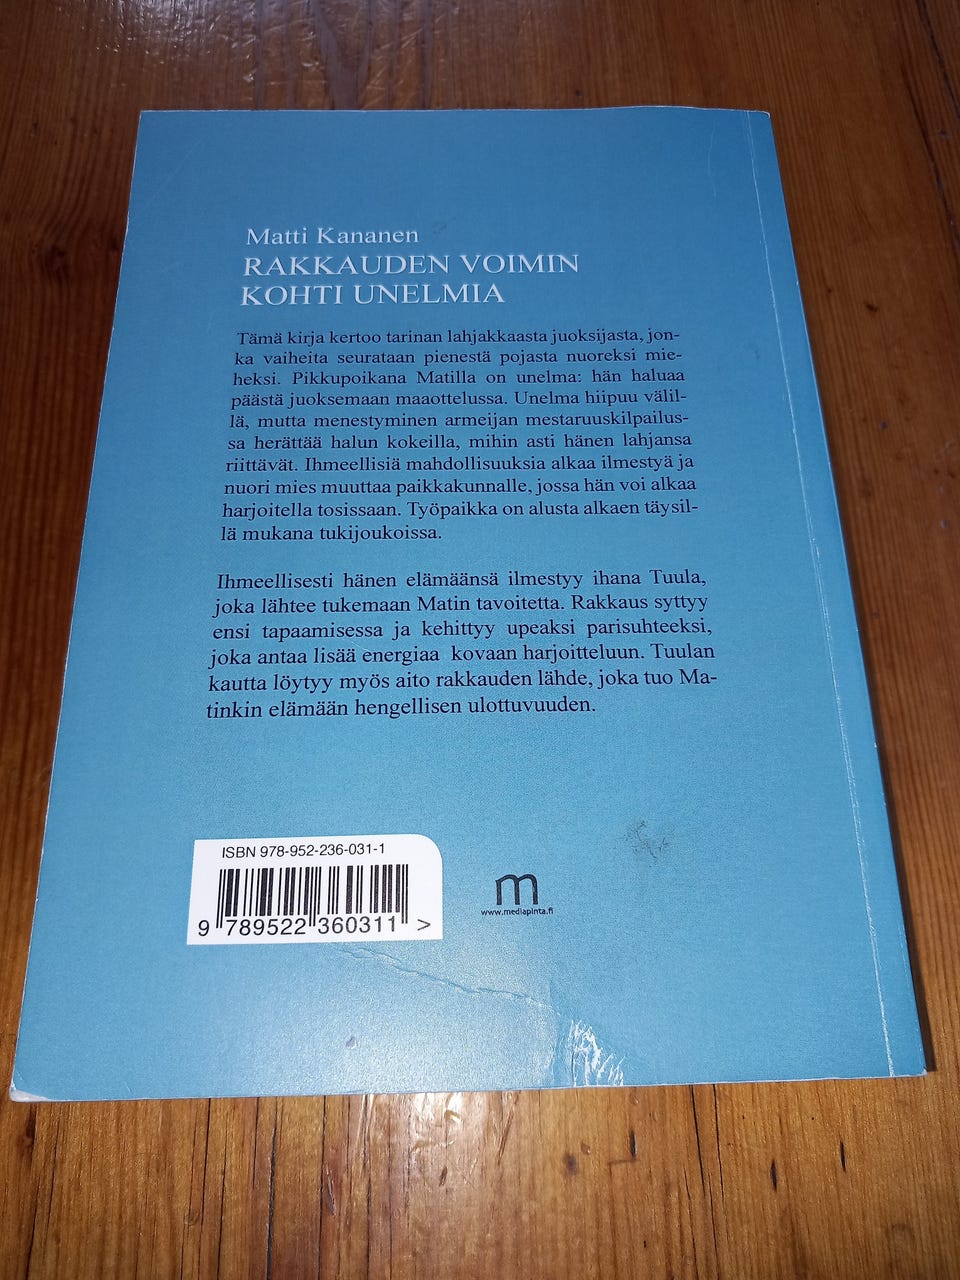 Matti Kananen
RAKKAUDEN VOIMIN
KOHTI UNELMIA
Tämä kirja kertoo tarinan lahjakkaasta juoksijasta, jon-
ka vaiheita seurataan pienestä pojasta nuoreksi mie-
heksi. Pikkupoikana Matilla on unelma: hän haluaa
päästä juoksemaan maaottelussa. Unelma hiipuu välil-
lä, mutta menestyminen armeijan mestaruuskilpailus-
sa herättää halun kokeilla, mihin asti hänen lahjansa
riittävät. Ihmeellisiä mahdollisuuksia alkaa ilmestyä ja
nuori mies muuttaa paikkakunnalle, jossa hän voi alkaa
harjoitella tosissaan. Työpaikka on alusta alkaen täysil-
lä mukana tukijoukoissa.
Ihmeellisesti hänen elämäänsä ilmestyy ihana Tuula,
joka lähtee tukemaan Matin tavoitetta. Rakkaus syttyy
ensi tapaamisessa ja kehittyy upeaksi parisuhteeksi,
joka antaa lisää energiaa kovaan harjoitteluun. Tuulan
kautta löytyy myös aito rakkauden lähde, joka tuo Ma-
tinkin elämään hengellisen ulottuvuuden.
ISBN 978-952-236-031-1
9 789522 360311 >
m
www.mediapinta.fi